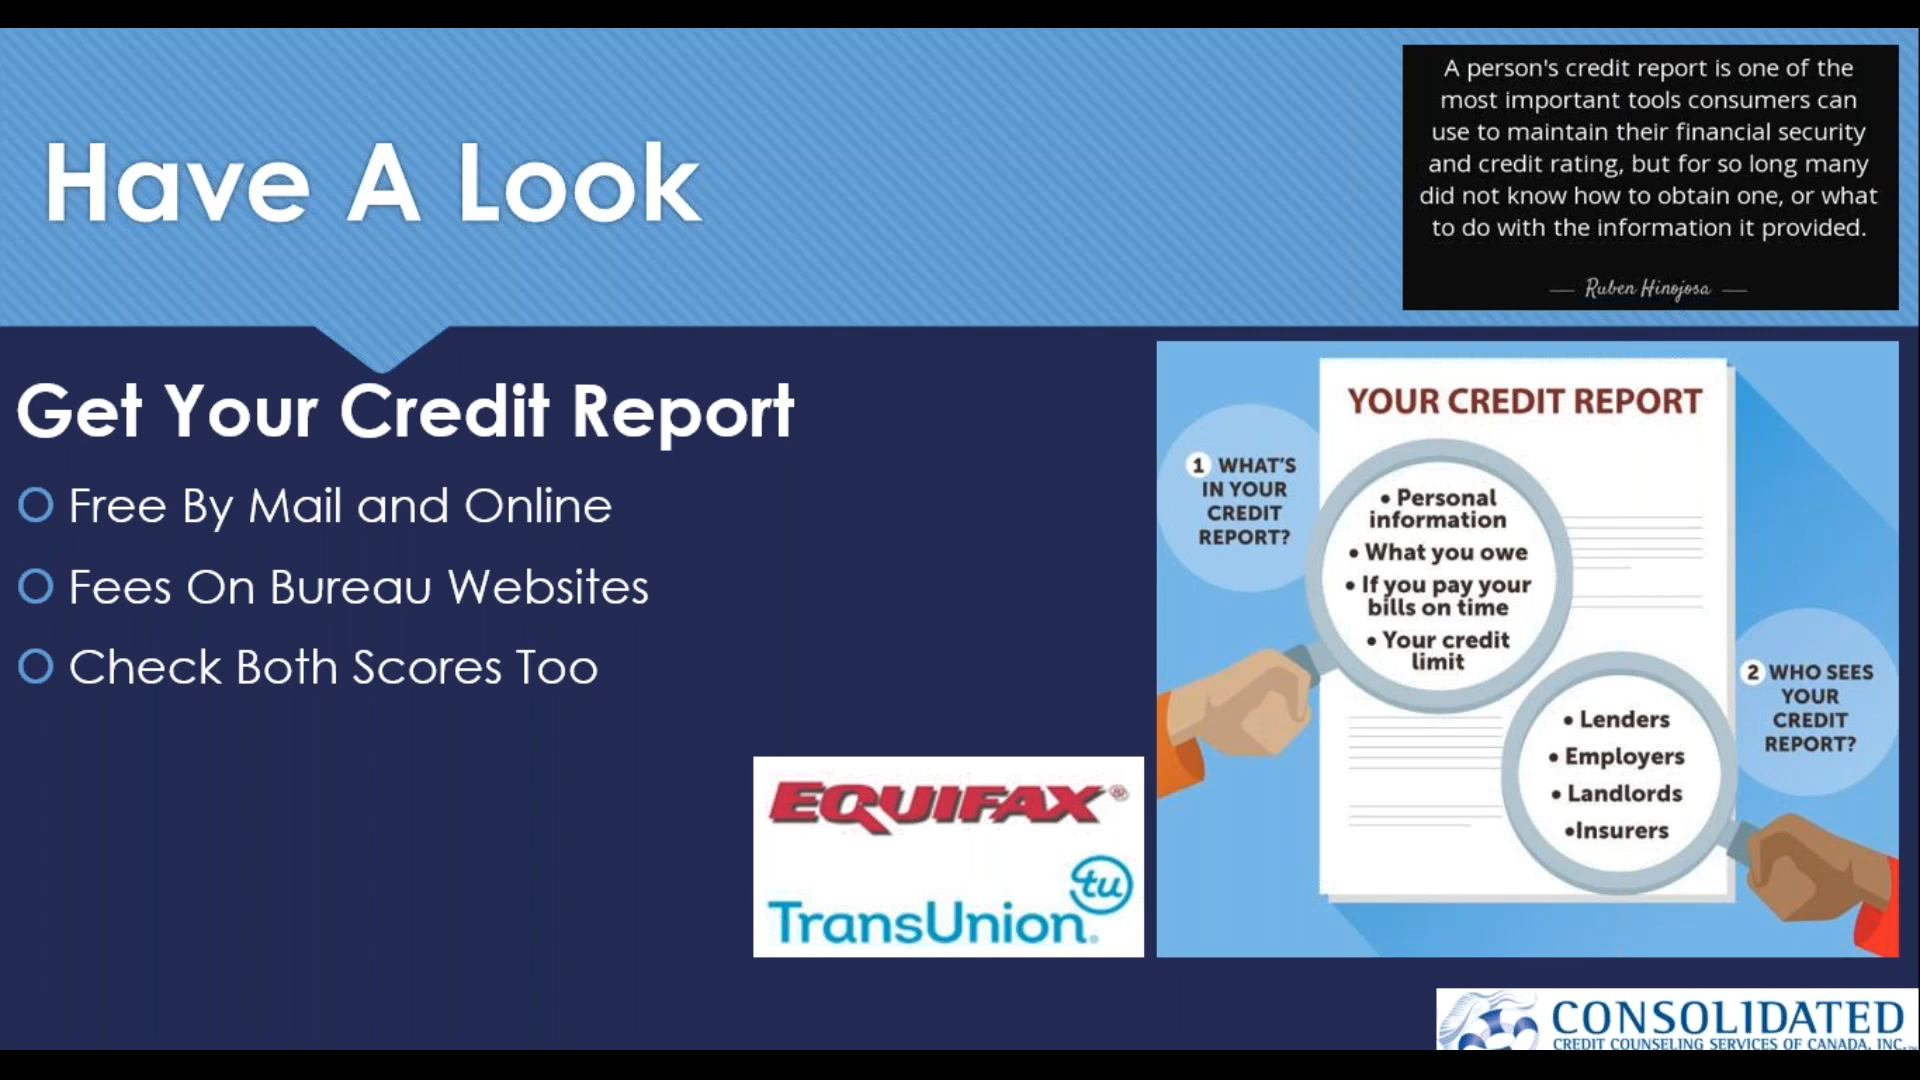 Have A Look
A person's credit report is one of the
most important tools consumers can
use to maintain their financial security
and credit rating, but for so long many
did not know how to obtain one, or what
to do with the information it provided.
— Ruben Hinojosa —
Get Your Credit Report
Free By Mail and Online
Fees On Bureau Websites
Check Both Scores Too
EQUIFAX®
tu
TransUnion®
YOUR CREDIT REPORT
1 WHAT'S
IN YOUR
CREDIT
REPORT?
• Personal
information
• What you owe
• If you pay your
bills on time
• Your credit
limit
2 WHO SEES
YOUR
CREDIT
REPORT?
• Lenders
• Employers
• Landlords
•Insurers
CONSOLIDATED
CREDIT COUNSELING SERVICES OF CANADA, INC.